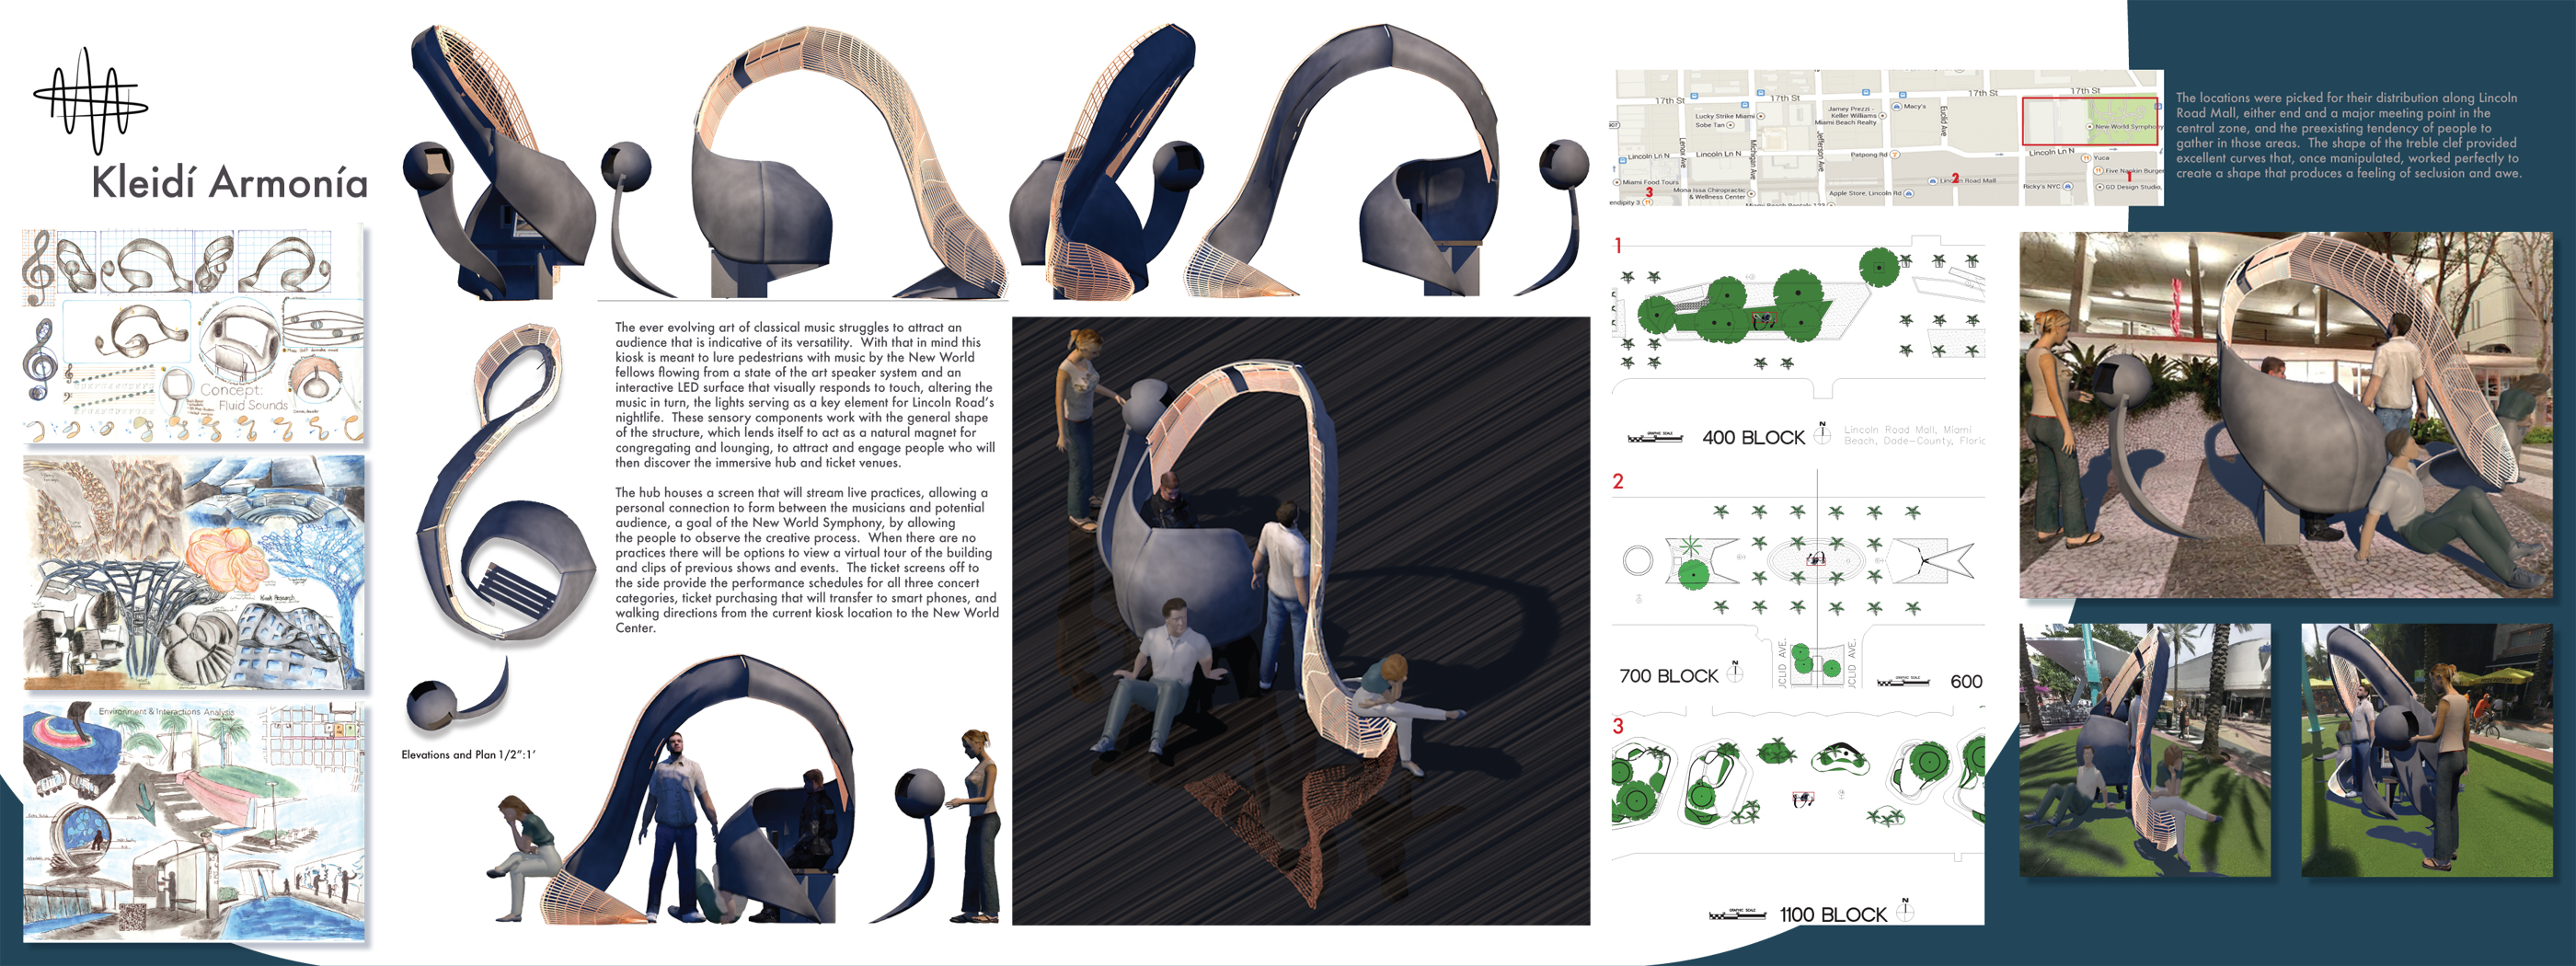 Kleidí Armonía
Concept:
Fluid Sounds
Kiosk Research
Environment & Interactions Analysis
The ever evolving art of classical music struggles to attract an
audience that is indicative of its versatility.  With that in mind this
kiosk is meant to lure pedestrians with music by the New World
fellows flowing from a state of the art speaker system and an
interactive LED surface that visually responds to touch, altering the
music in turn, the lights serving as a key element for Lincoln Road's
nightlife.  These sensory components work with the general shape
of the structure, which lends itself to act as a natural magnet for
congregating and lounging, to attract and engage people who will
then discover the immersive hub and ticket venues.
The hub houses a screen that will stream live practices, allowing a
personal connection to form between the musicians and potential
audience, a goal of the New World Symphony, by allowing
the people to observe the creative process.  When there are no
practices there will be options to view a virtual tour of the building
and clips of previous shows and events.  The ticket screens off to
the side provide the performance schedules for all three concert
categories, ticket purchasing that will transfer to smart phones, and
walking directions from the current kiosk location to the New World
Center.
Elevations and Plan 1/2":1'
17th St
17th St
17th St
17th St
907
Lucky Strike Miami
Sobe Tan
Jamey Prezzi -
Keller Williams
Miami Beach Realty
Macy's
Euclid Ave
Lenox Ave
Michigan Ave
Jefferson Ave
New World Symphony
Lincoln Ln N
Lincoln Ln N
Patpong Rd
Lincoln Ln N
Yuca
Miami Food Tours
3
Mona Issa Chiropractic
& Wellness Center
Apple Store, Lincoln Rd
2
Lincoln Road Mall
Ricky's NYC
Five Napkin Burger
1
GD Design Studio,
endipity 3
Miami Beach Rentals 123
The locations were picked for their distribution along Lincoln
Road Mall, either end and a major meeting point in the
central zone, and the preexisting tendency of people to
gather in those areas.  The shape of the treble clef provided
excellent curves that, once manipulated, worked perfectly to
create a shape that produces a feeling of seclusion and awe.
1
GRAPHIC SCALE
400 BLOCK
N
Lincoln Road Mall, Miami
Beach, Dade-County, Floric
2
700 BLOCK
N
UCLID AVE.
UCLID AVE.
GRAPHIC SCALE
600
3
GRAPHIC SCALE
1100 BLOCK
N